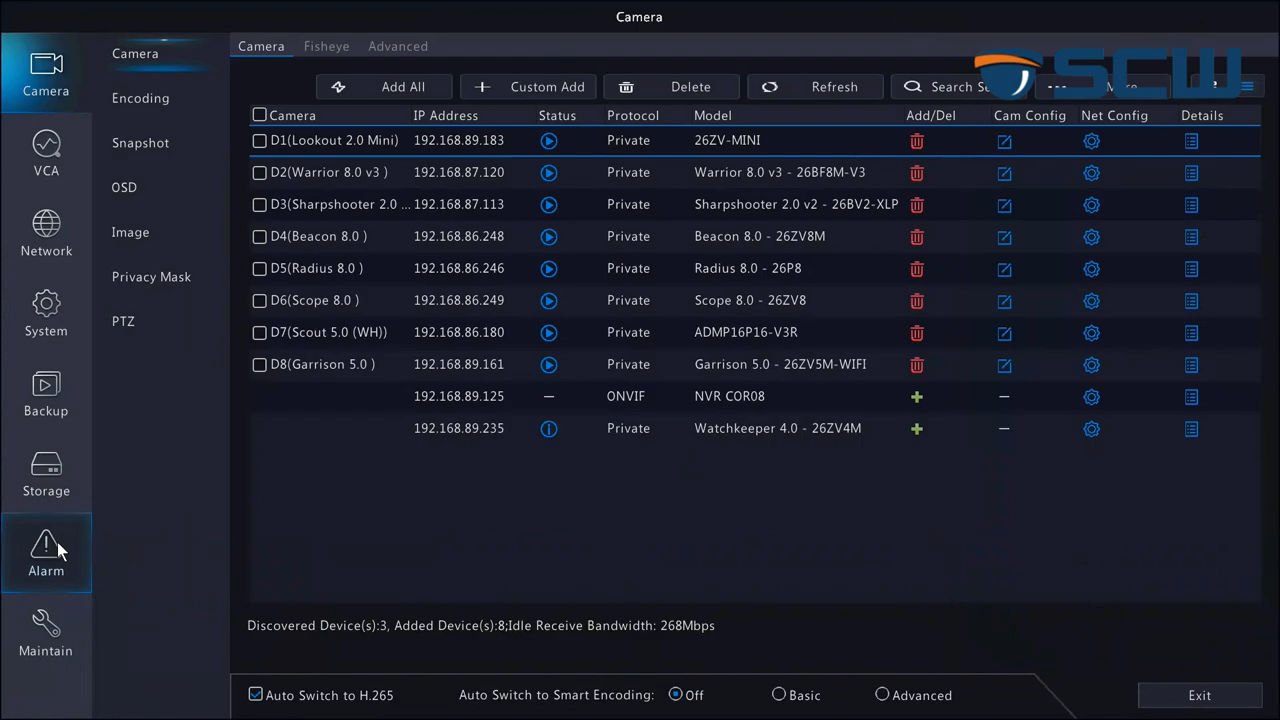 Camera
Camera
VCA
Network
System
Backup
Storage
Alarm
Maintain
Camera
Encoding
Snapshot
OSD
Image
Privacy Mask
PTZ
Camera Fisheye Advanced
Add All Custom Add Delete Refresh Search
SCW
Camera IP Address Status Protocol Model Add/Del Cam Config Net Config Details
D1(Lookout 2.0 Mini) 192.168.89.183 Private 26ZV-MINI
D2(Warrior 8.0 v3 ) 192.168.87.120 Private Warrior 8.0 v3 - 26BF8M-V3
D3(Sharpshooter 2.0 ... 192.168.87.113 Private Sharpshooter 2.0 v2 - 26BV2-XLP
D4(Beacon 8.0 ) 192.168.86.248 Private Beacon 8.0 - 26ZV8M
D5(Radius 8.0 ) 192.168.86.246 Private Radius 8.0 - 26P8
D6(Scope 8.0 ) 192.168.86.249 Private Scope 8.0 - 26ZV8
D7(Scout 5.0 (WH)) 192.168.86.180 Private ADMP16P16-V3R
D8(Garrison 5.0 ) 192.168.89.161 Private Garrison 5.0 - 26ZV5M-WIFI
192.168.89.125 — ONVIF NVR COR08 —
192.168.89.235 Private Watchkeeper 4.0 - 26ZV4M —
Discovered Device(s):3, Added Device(s):8;Idle Receive Bandwidth: 268Mbps
Auto Switch to H.265 Auto Switch to Smart Encoding: Off Basic Advanced Exit